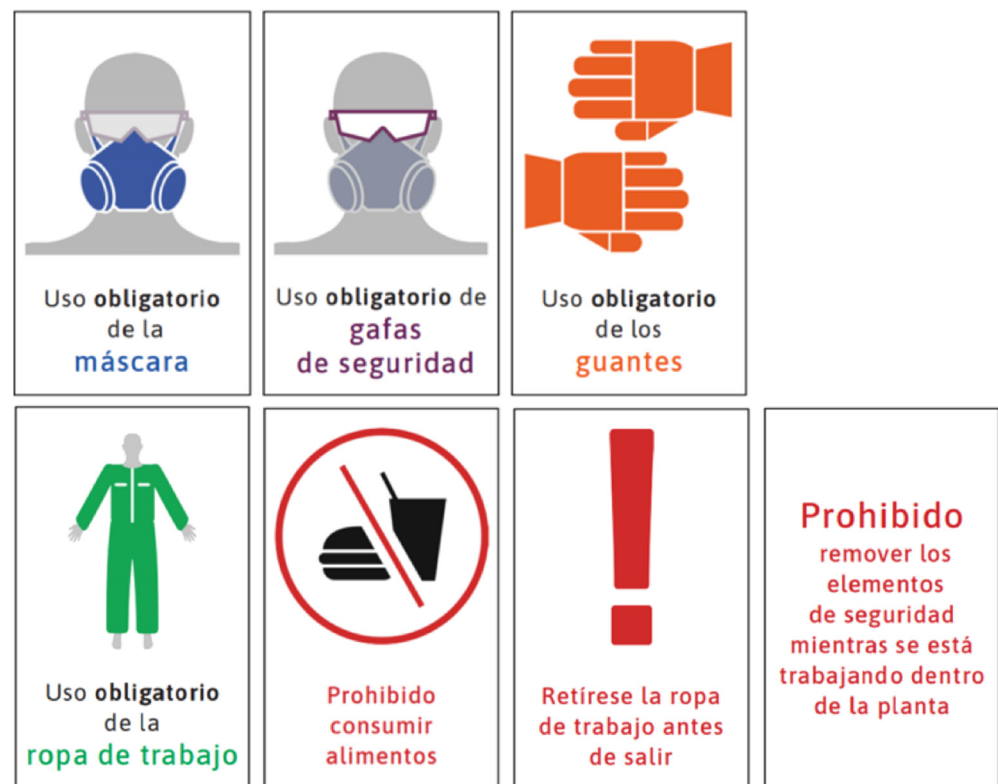 Uso obligatorio
de la
máscara
Uso obligatorio de
gafas
de seguridad
Uso obligatorio
de los
guantes
Uso obligatorio
de la
ropa de trabajo
Prohibido
consumir
alimentos
Retírese la ropa
de trabajo antes
de salir
Prohibido
remover los
elementos
de seguridad
mientras se está
trabajando dentro
de la planta